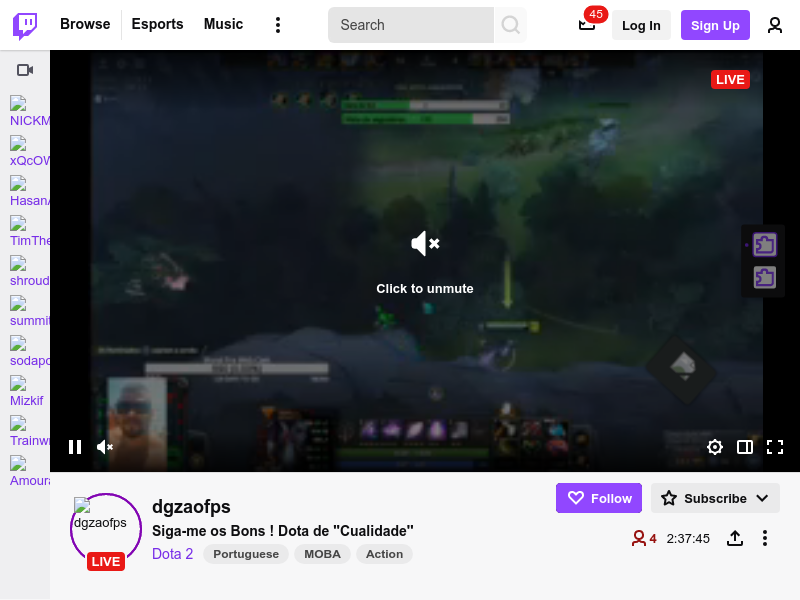 Browse
Esports
Music
Search
45
Log In
Sign Up
NICKM
xQcOW
HasanA
TimThe
shroud
summit
sodapo
Mizkif
Trainw
Amoura
LIVE
Click to unmute
dgzaofps
LIVE
dgzaofps
Siga-me os Bons ! Dota de "Cualidade"
Dota 2
Portuguese
MOBA
Action
Follow
Subscribe
4
2:37:45